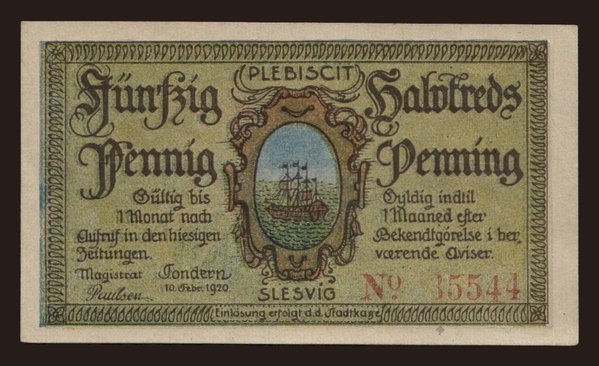 PLEBISCIT
Fünfzig
Pfennig
Gültig bis
1 Monat nach
Aufruf in den hiesigen
Zeitungen.
Magistrat Tondern
10. Febr. 1920
Paulsen
Halvtreds
Penning
Gyldig indtil
1 Maaned efter
Bekendtgörelse i her,
værende Aviser.
SLESVIG
No 35544
Einlösung erfolgt d.d. Stadtkasse